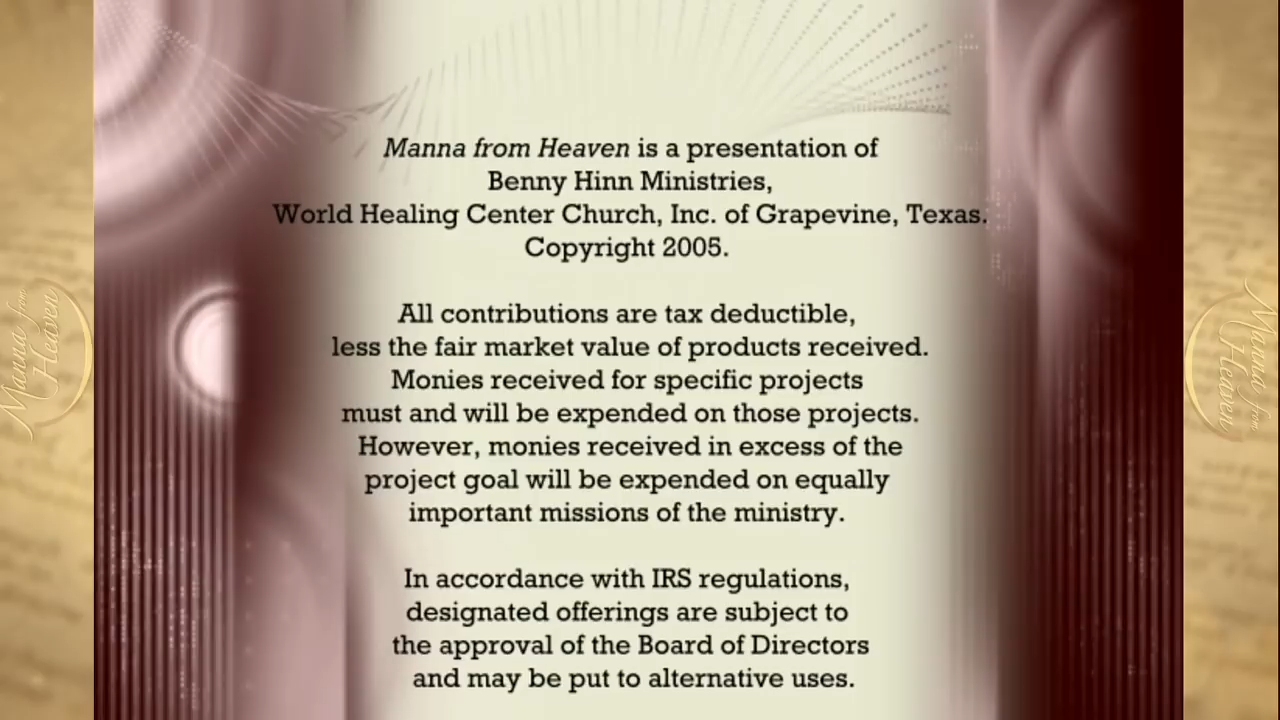 Manna from Heaven is a presentation of
Benny Hinn Ministries,
World Healing Center Church, Inc. of Grapevine, Texas.
Copyright 2005.
All contributions are tax deductible,
less the fair market value of products received.
Monies received for specific projects
must and will be expended on those projects.
However, monies received in excess of the
project goal will be expended on equally
important missions of the ministry.
In accordance with IRS regulations,
designated offerings are subject to
the approval of the Board of Directors
and may be put to alternative uses.
Manna from
Heaven
Manna from
Heaven